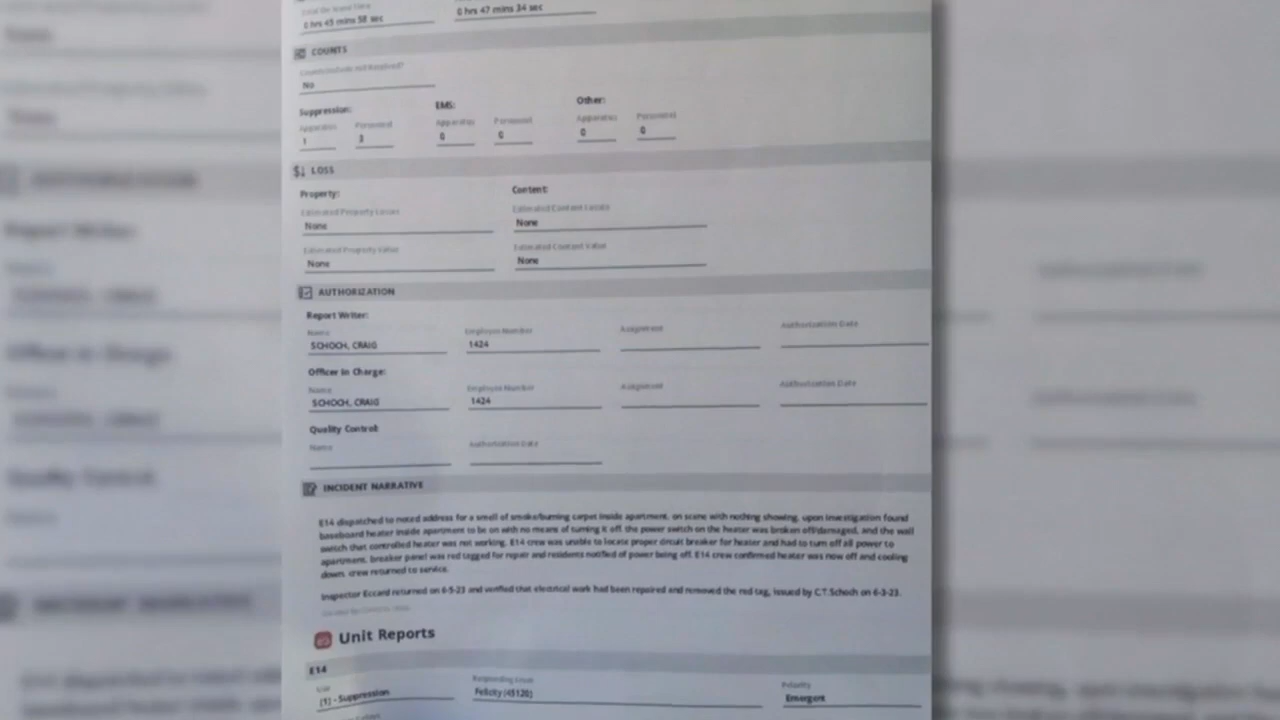 0 hrs 45 mins 58 sec
0 hrs 47 mins 34 sec
COUNTS
No
Suppression: EMS: Other:
Apparatus Personnel Apparatus Personnel Apparatus Personnel
1 3 0 0 0 0
$↓ LOSS
Property: Content:
Estimated Property Losses Estimated Content Losses
None None
Estimated Property Value Estimated Content Value
None None
AUTHORIZATION
Report Writer:
Name Employee Number Assignment Authorization Date
SCHOCH, CRAIG 1424
Officer In Charge:
Name Employee Number Assignment Authorization Date
SCHOCH, CRAIG 1424
Quality Control:
Name Authorization Date
INCIDENT NARRATIVE
E14 dispatched to noted address for a smell of smoke/burning carpet inside apartment, on scene with nothing showing, upon investigation found
baseboard heater inside apartment to be on with no means of turning it off, the power switch on the heater was broken off/damaged, and the wall
switch that controlled heater was not working. E14 crew was unable to locate proper circuit breaker for heater and had to turn off all power to
apartment, breaker panel was red tagged for repair and residents notified of power being off. E14 crew confirmed heater was now off and cooling
down. crew returned to service.
Inspector Eccard returned on 6-5-23 and verified that electrical work had been repaired and removed the red tag, issued by C.T. Schoch on 6-3-23.
Unit Reports
E14
Use Responding From Priority
[1] - Suppression Felicity (45120) Emergent